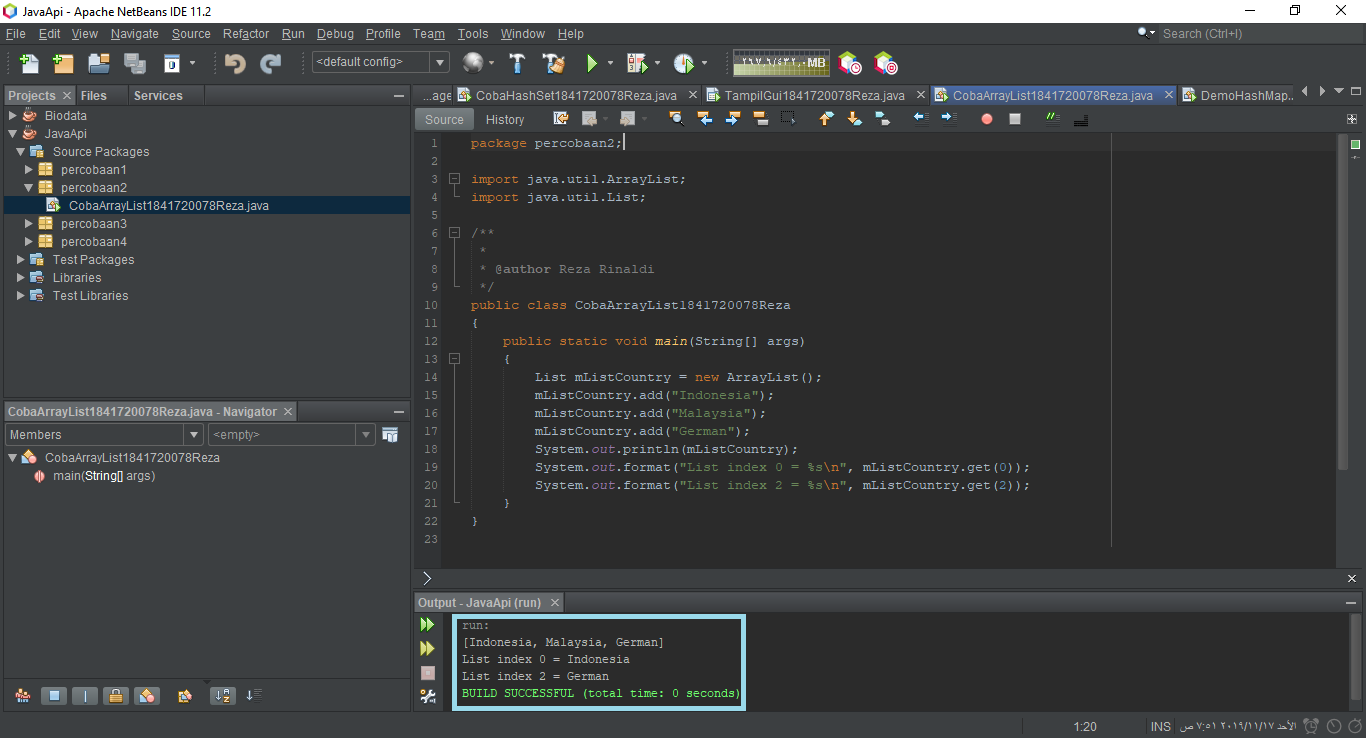 JavaApi - Apache NetBeans IDE 11.2
File Edit View Navigate Source Refactor Run Debug Profile Team Tools Window Help
Search (Ctrl+I)
<default config>
MB
Projects Files Services
Biodata
JavaApi
Source Packages
percobaan1
percobaan2
CobaArrayList1841720078Reza.java
percobaan3
percobaan4
Test Packages
Libraries
Test Libraries
CobaArrayList1841720078Reza.java - Navigator
Members <empty>
CobaArrayList1841720078Reza
main(String[] args)
...age CobaHashSet1841720078Reza.java TampilGui1841720078Reza.java CobaArrayList1841720078Reza.java DemoHashMap..
Source History
1 package percobaan2;
2
3 import java.util.ArrayList;
4 import java.util.List;
5
6 /**
7 *
8 * @author Reza Rinaldi
9 */
10 public class CobaArrayList1841720078Reza
11 {
12 public static void main(String[] args)
13 {
14 List mListCountry = new ArrayList();
15 mListCountry.add("Indonesia");
16 mListCountry.add("Malaysia");
17 mListCountry.add("German");
18 System.out.println(mListCountry);
19 System.out.format("List index 0 = %s\n", mListCountry.get(0));
20 System.out.format("List index 2 = %s\n", mListCountry.get(2));
21 }
22 }
23
Output - JavaApi (run)
run:
[Indonesia, Malaysia, German]
List index 0 = Indonesia
List index 2 = German
BUILD SUCCESSFUL (total time: 0 seconds)
1:20 INS الأحد ٢٠١٩/١١/١٧ ٧:٥١ ص